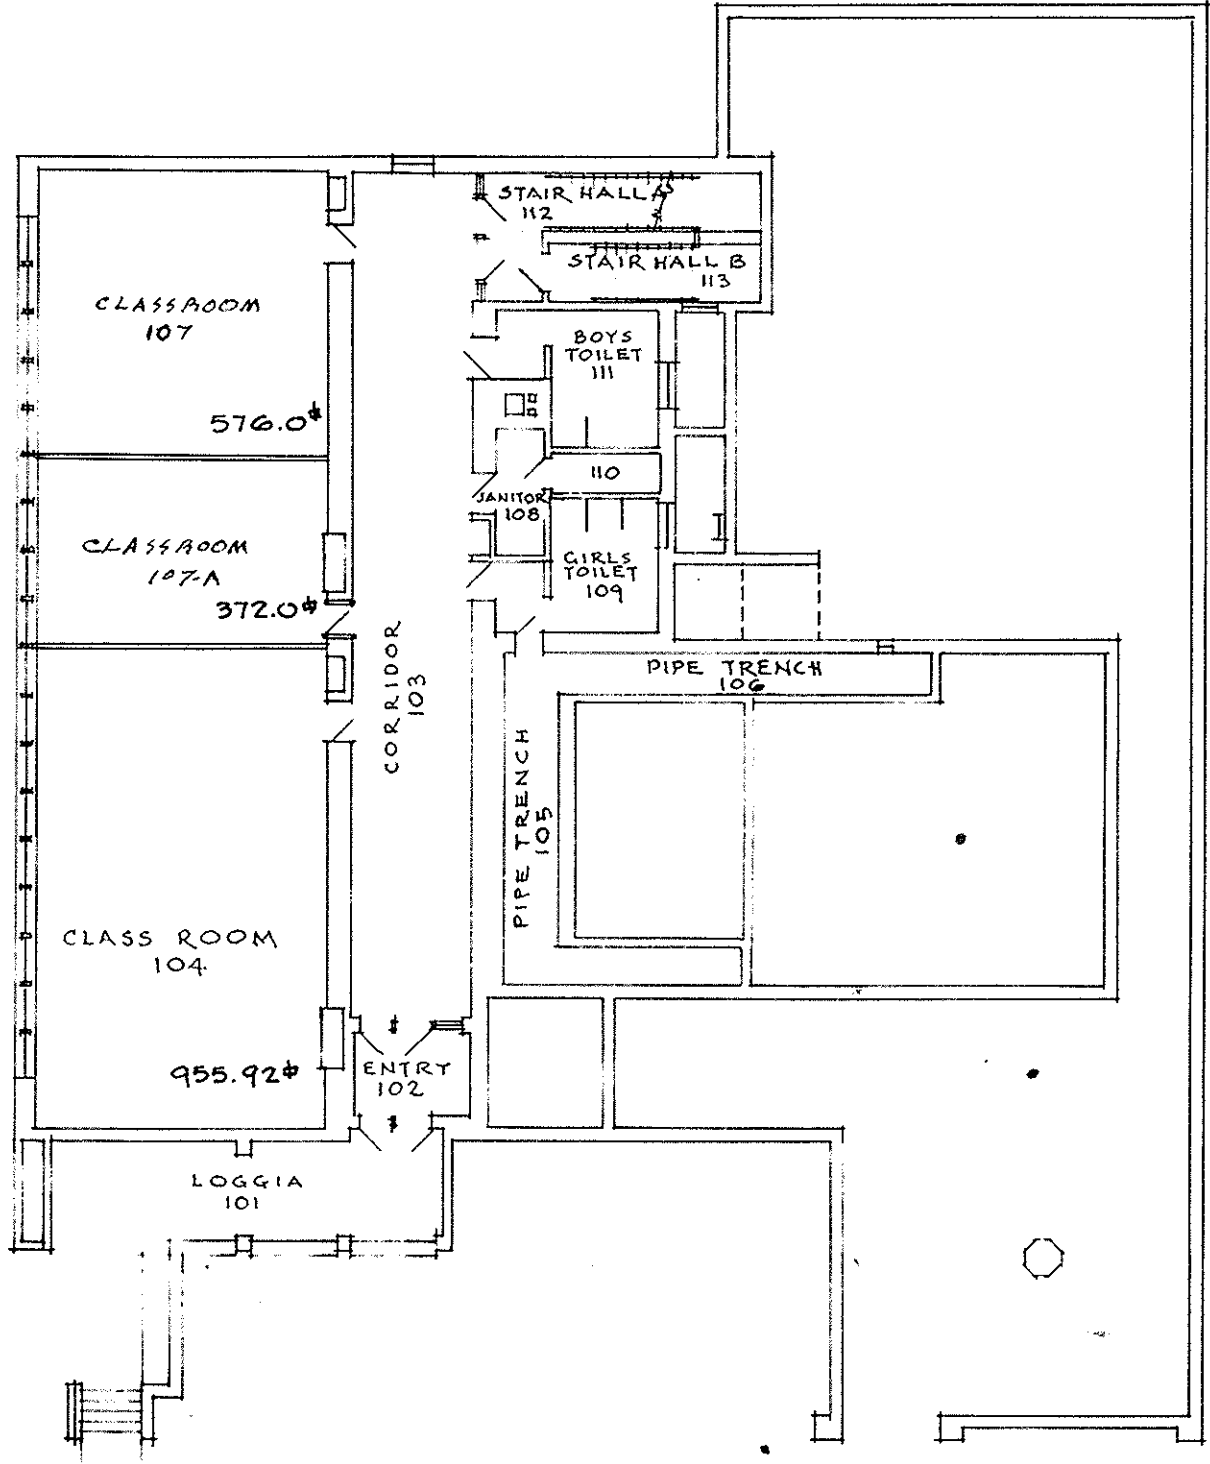 STAIR HALL A
112
STAIR HALL B
113
CLASSROOM
107
576.0⌽
BOYS
TOILET
111
110
JANITOR
108
CLASSROOM
107-A
372.0⌽
GIRLS
TOILET
109
CORRIDOR
103
PIPE TRENCH
106
PIPE TRENCH
105
CLASS ROOM
104
955.92⌽
ENTRY
102
LOGGIA
101